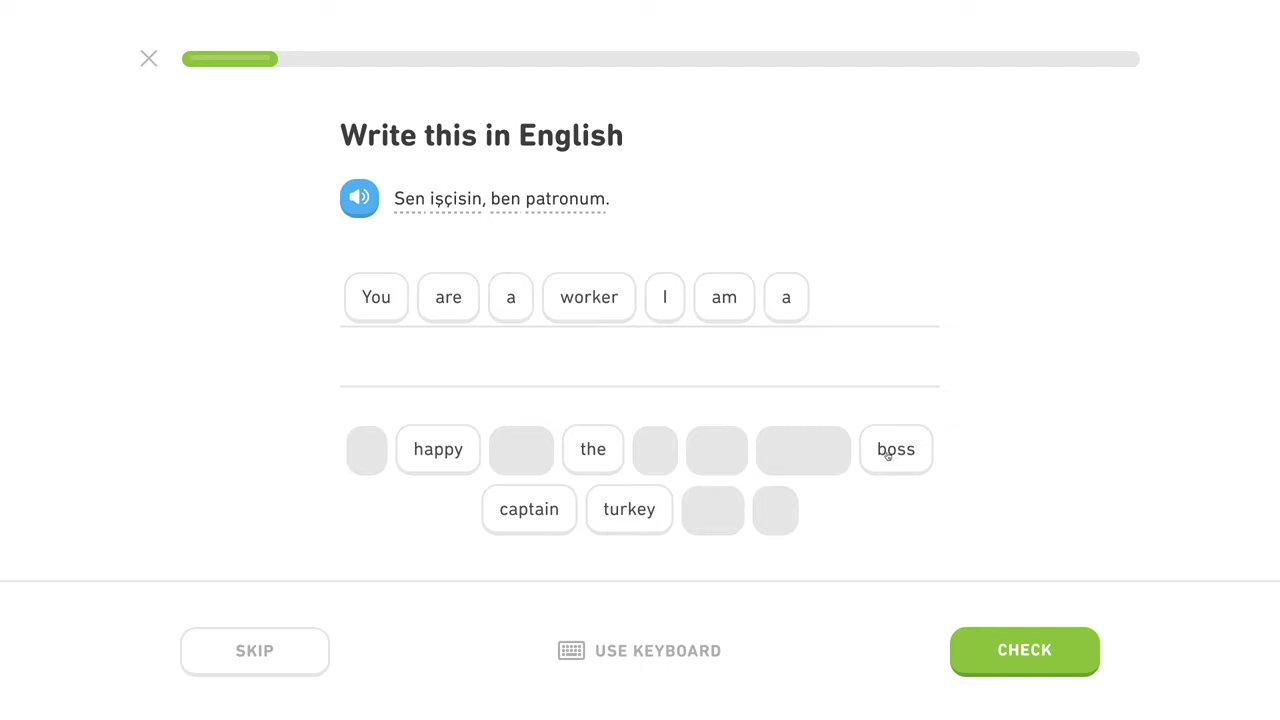 Write this in English
Sen işçisin, ben patronum.
You are a worker I am a
happy the boss
captain turkey
SKIP USE KEYBOARD CHECK